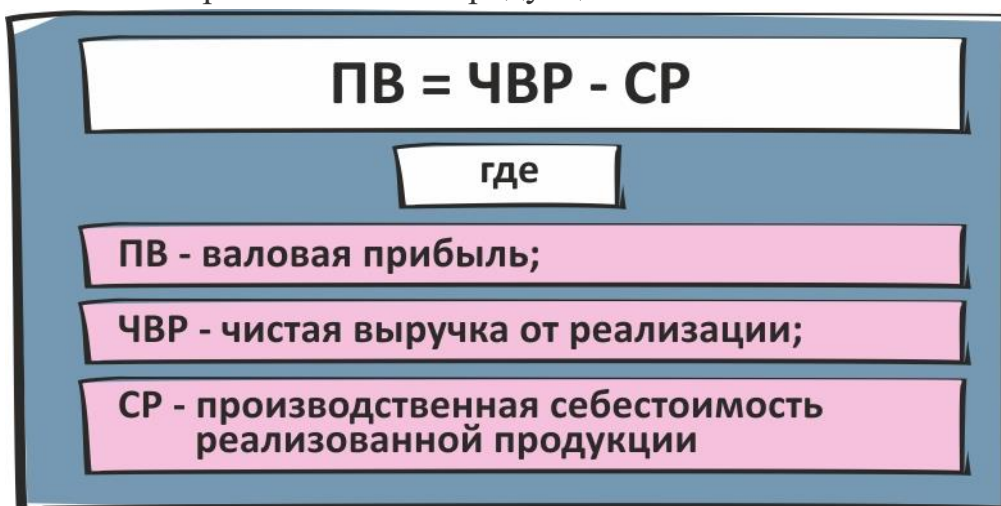 ПВ = ЧВР - СР
где
ПВ - валовая прибыль;
ЧВР - чистая выручка от реализации;
СР - производственная себестоимость
реализованной продукции